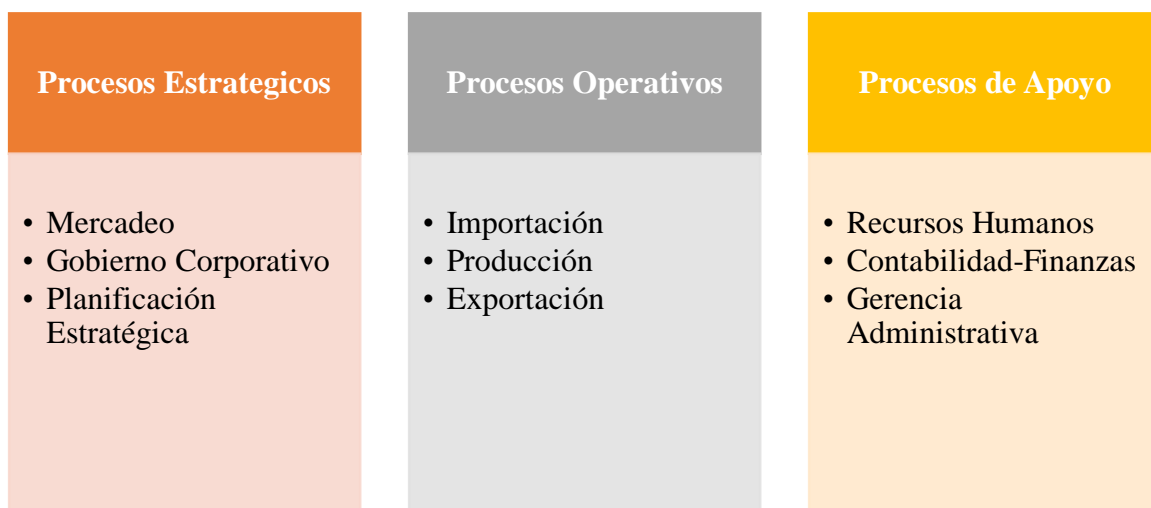 Procesos Estrategicos
• Mercadeo
• Gobierno Corporativo
• Planificación
Estratégica
Procesos Operativos
• Importación
• Producción
• Exportación
Procesos de Apoyo
• Recursos Humanos
• Contabilidad-Finanzas
• Gerencia
Administrativa